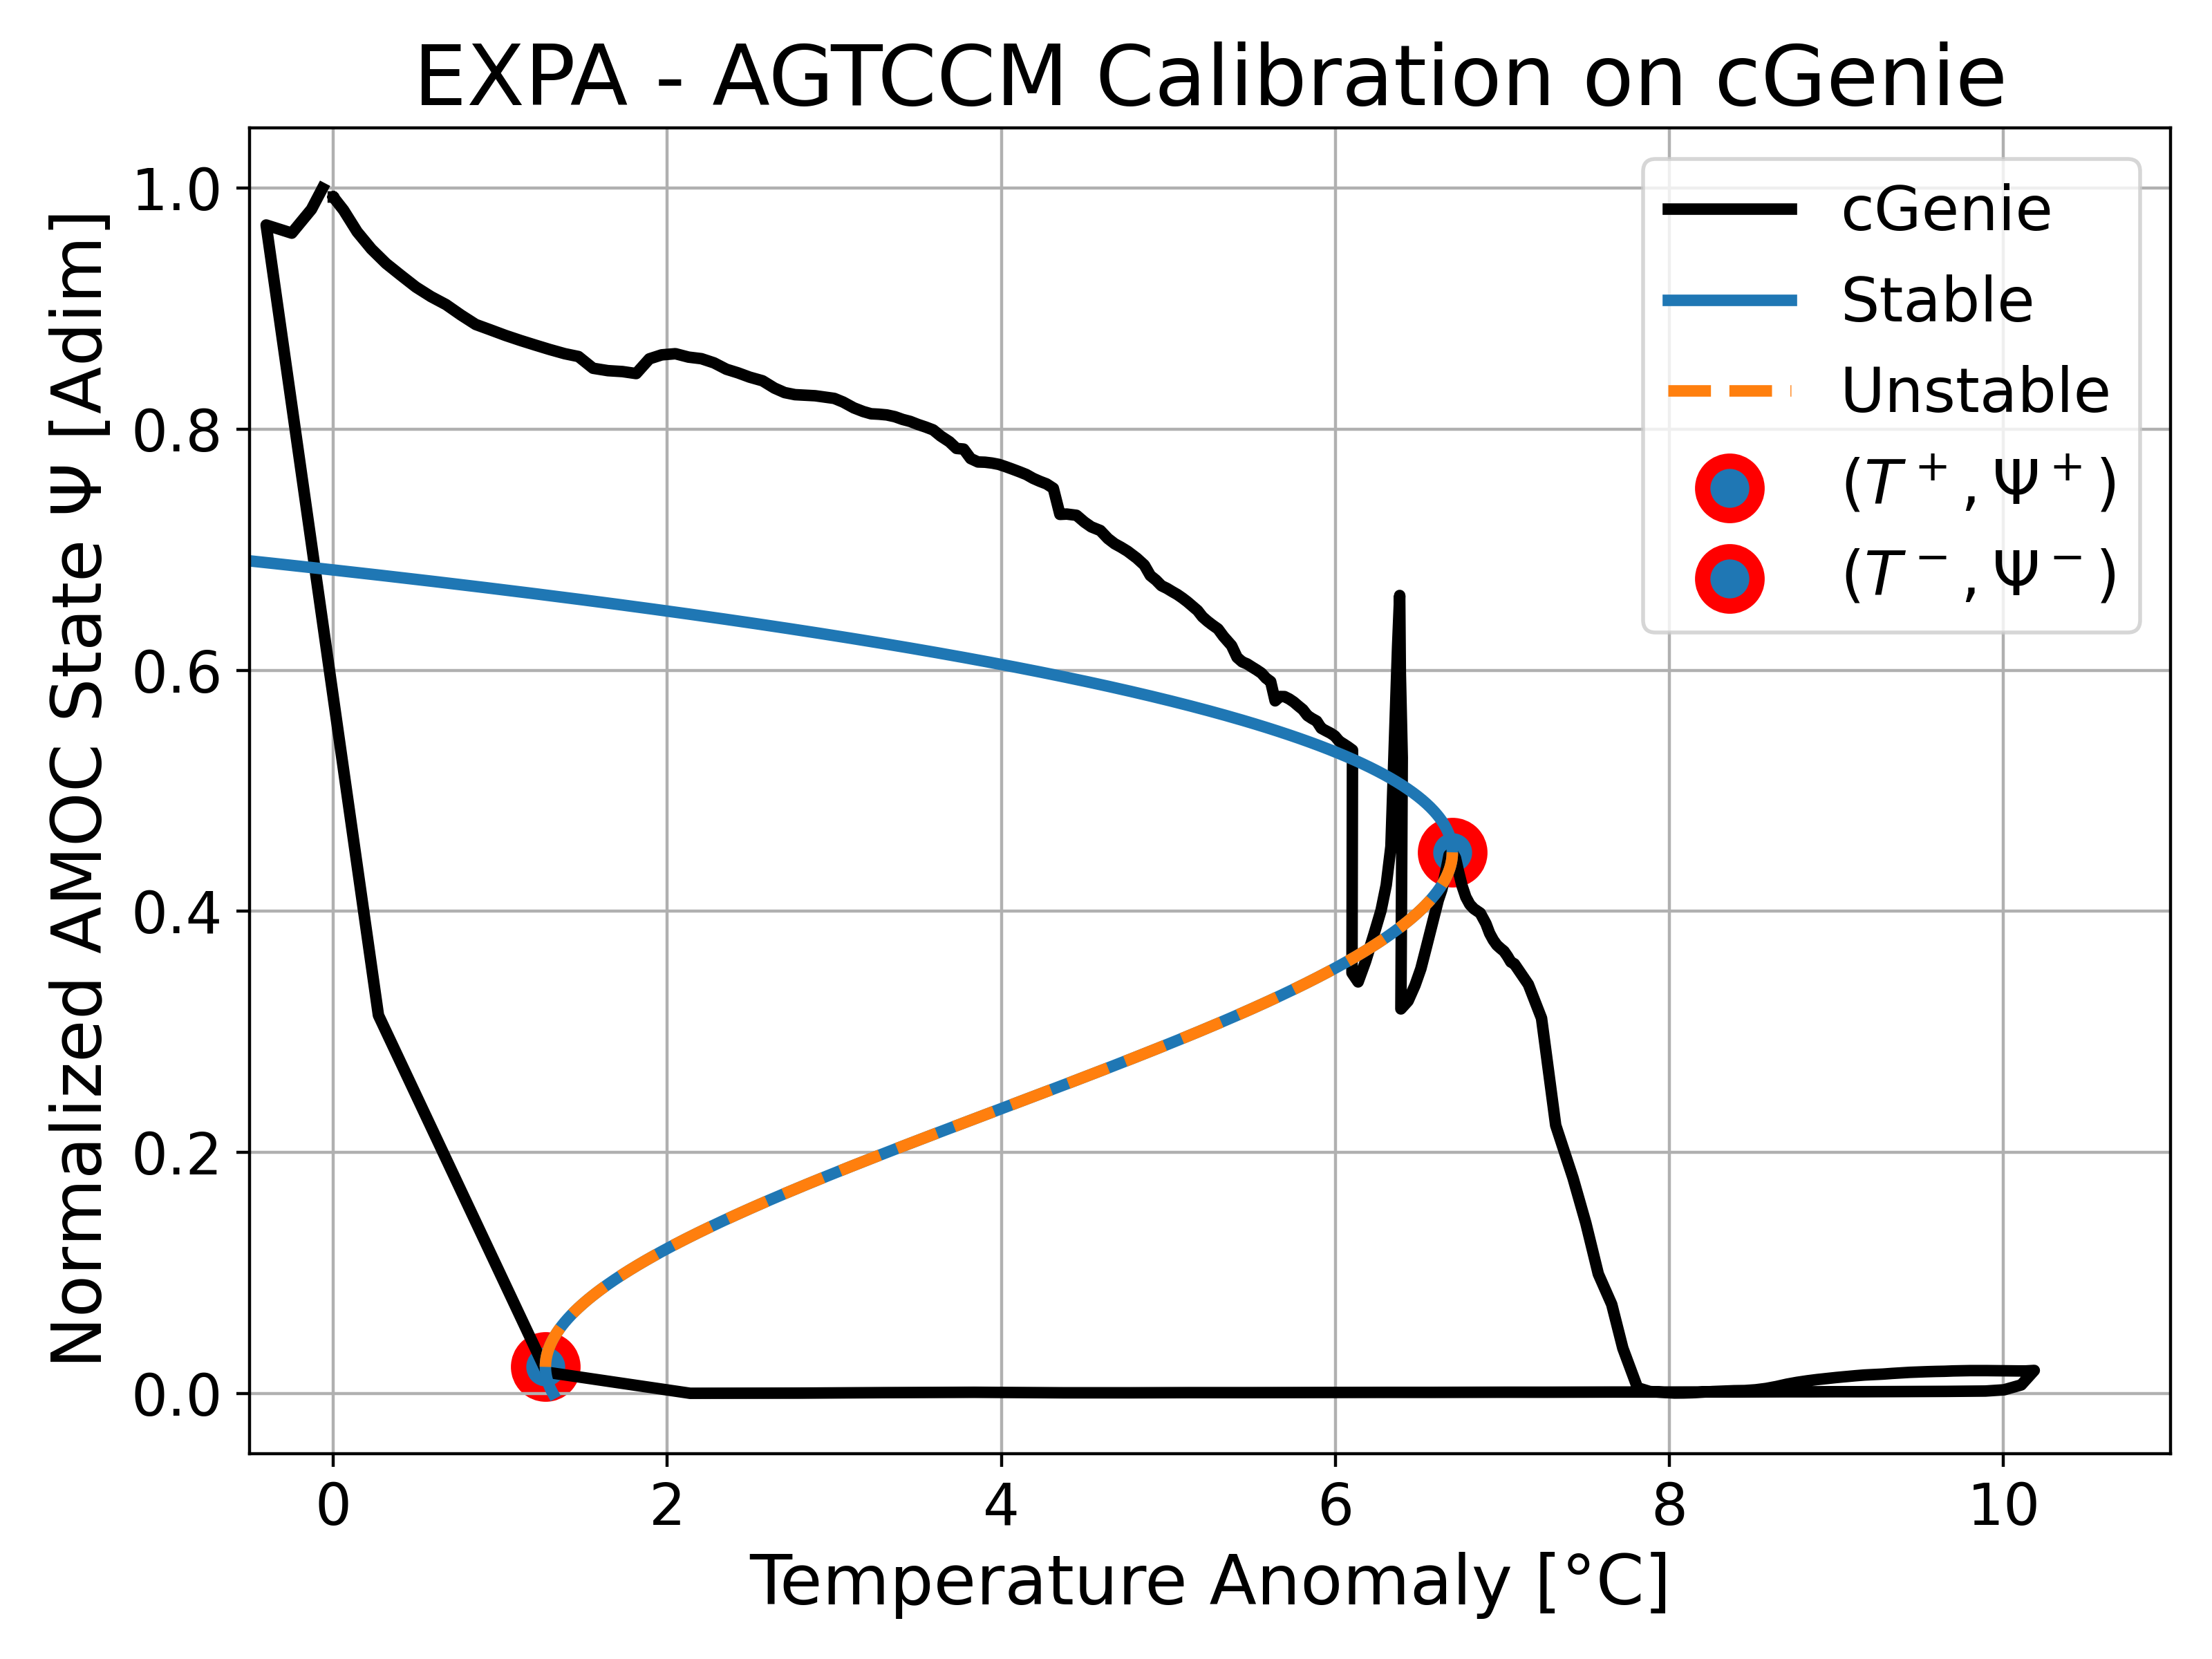 EXPA - AGTCCM Calibration on cGenie
Normalized AMOC State Ψ [Adim]
1.0
0.8
0.6
0.4
0.2
0.0
cGenie
Stable
Unstable
(T⁺, Ψ⁺)
(T⁻, Ψ⁻)
0 2 4 6 8 10
Temperature Anomaly [°C]